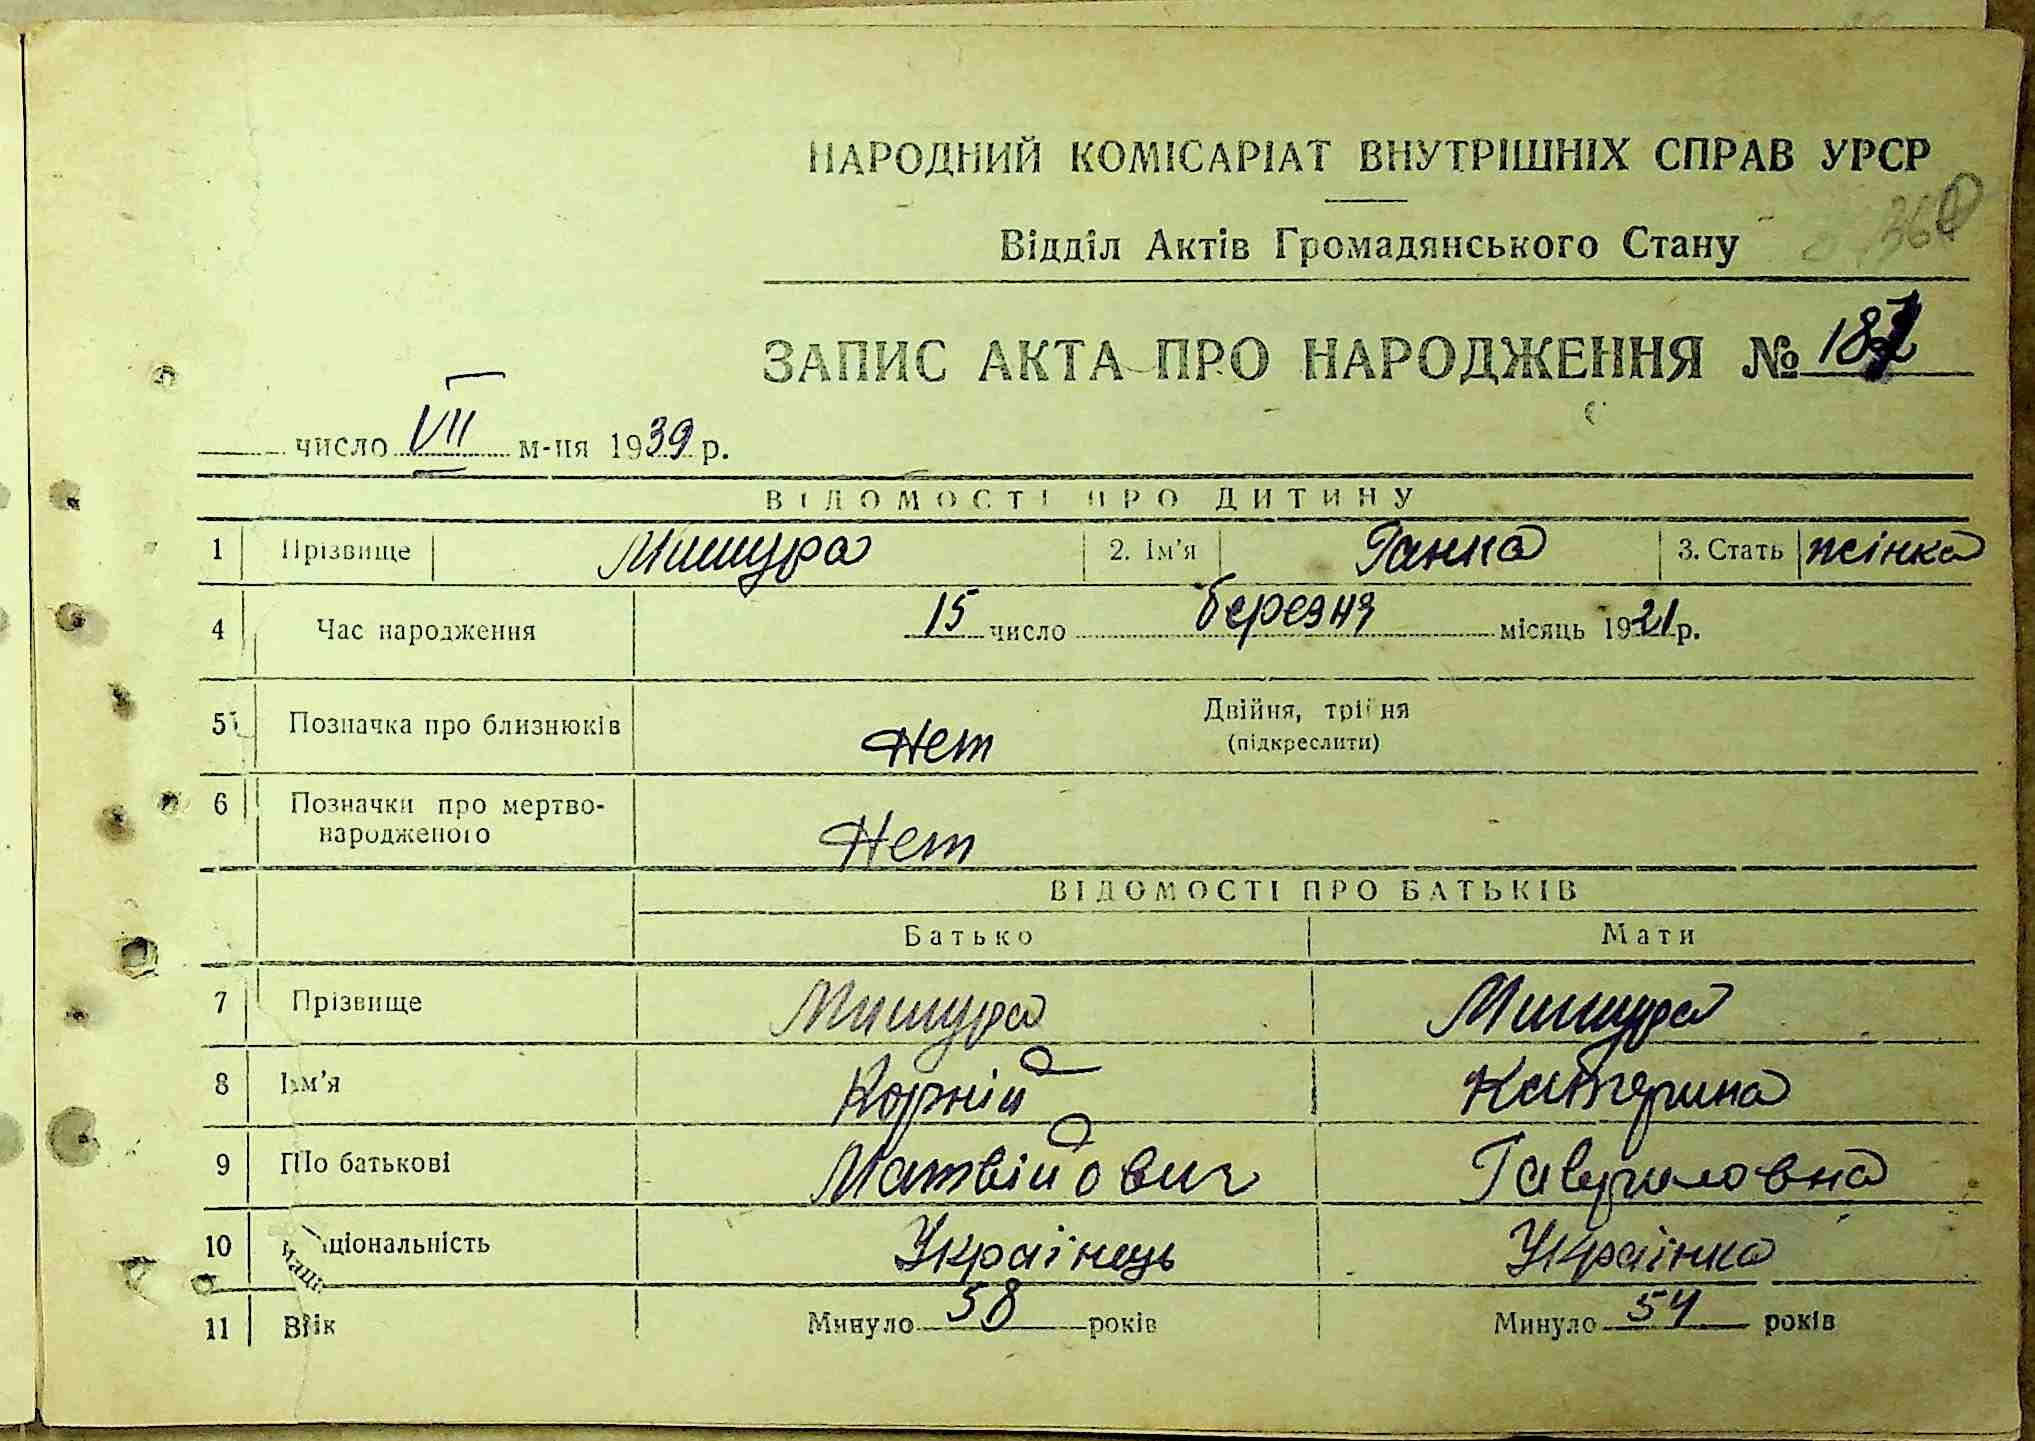 НАРОДНИЙ КОМІСАРІАТ ВНУТРІШНІХ СПРАВ УРСР
Відділ Актів Громадянського Стану
ЗАПИС АКТА ПРО НАРОДЖЕННЯ №
число VII м-ця 1939 р.
ВІДОМОСТІ ПРО ДИТИНУ
1 Прізвище Мишура 2. Ім'я Ганна 3. Стать жінка
4 Час народження 15 число березня місяць 1921 р.
5 Позначка про близнюків Нет Двійня, трійня
(підкреслити)
6 Позначки про мертво-
народженого Нет
ВІДОМОСТІ ПРО БАТЬКІВ
Батько Мати
7 Прізвище Мишура Мишура
8 Ім'я Корній Катерина
9 По батькові Матвійович Гавриловна
10 Національність Українець Українка
11 Вік Минуло 58 років Минуло 54 років